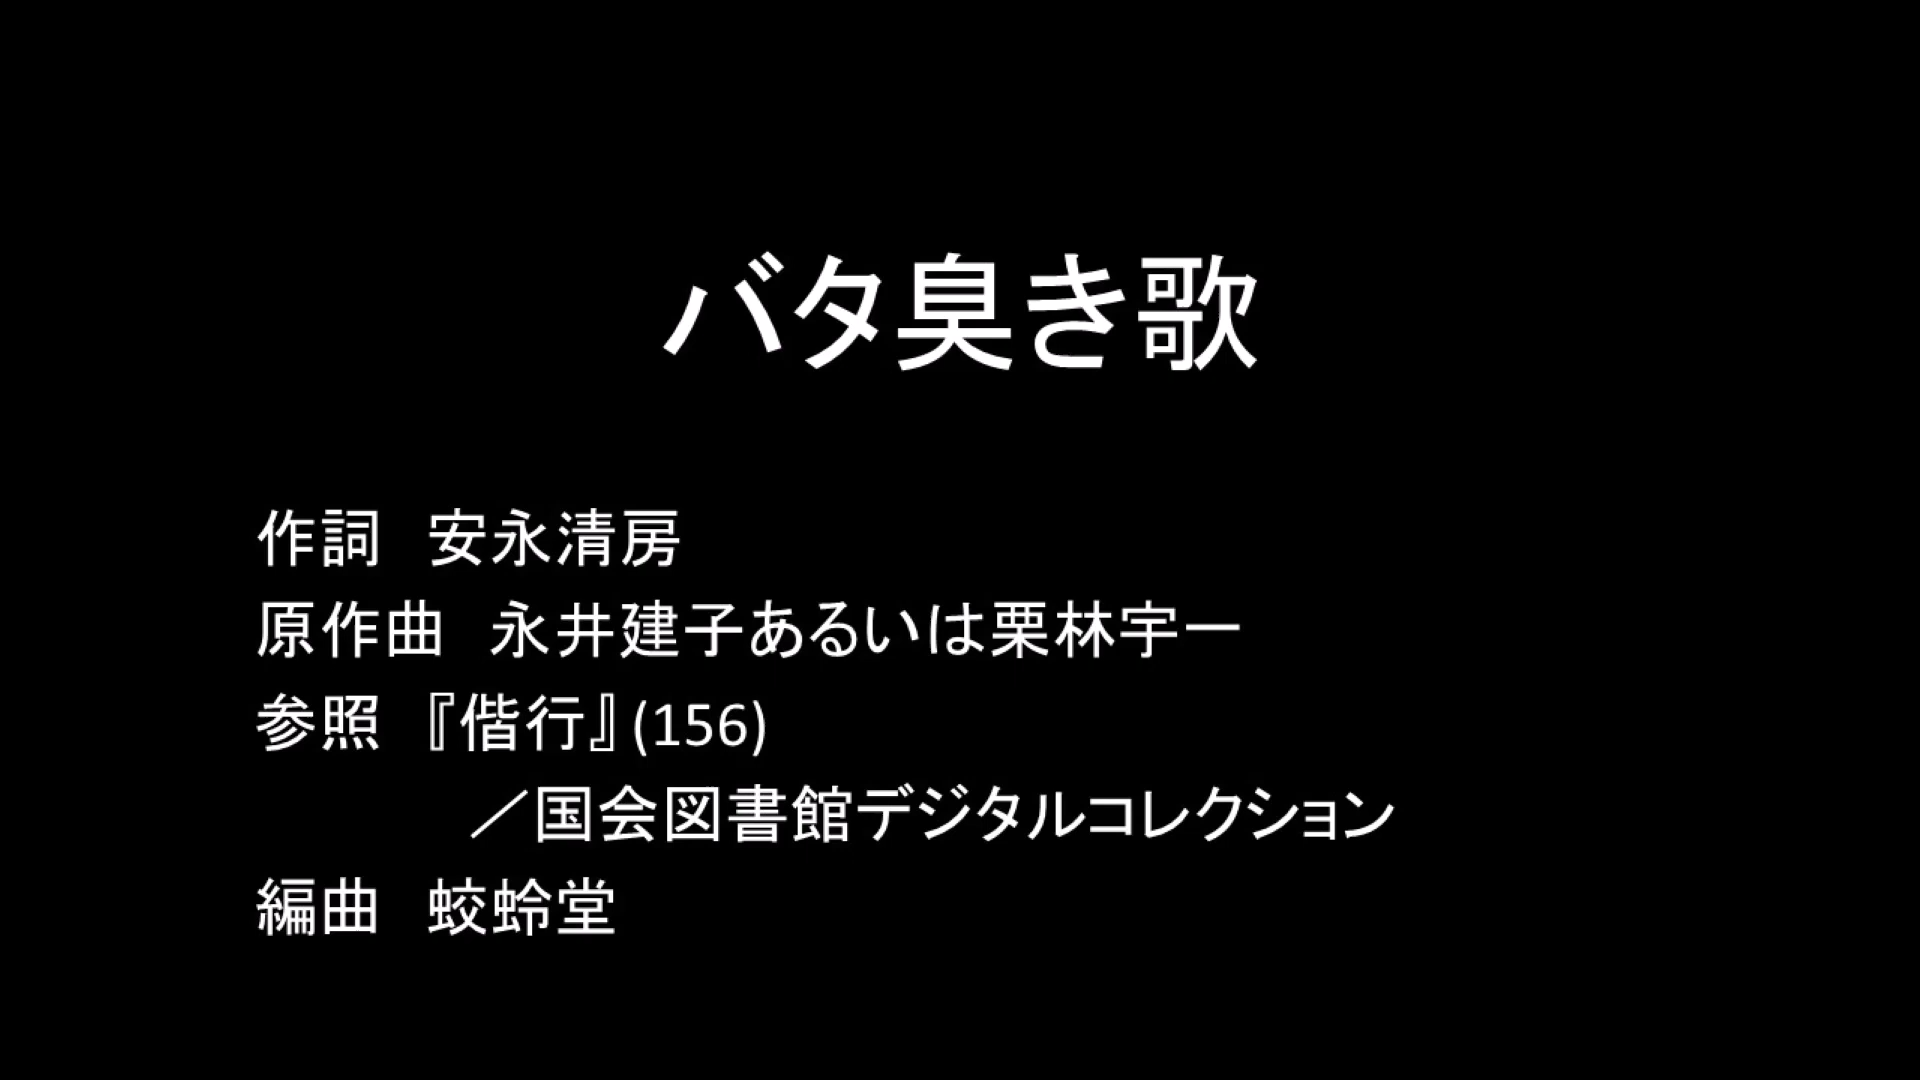 バタ臭き歌
作詞　安永清房
原作曲　永井建子あるいは栗林宇一
参照　『偕行』(156)
／国会図書館デジタルコレクション
編曲　蛟蛉堂